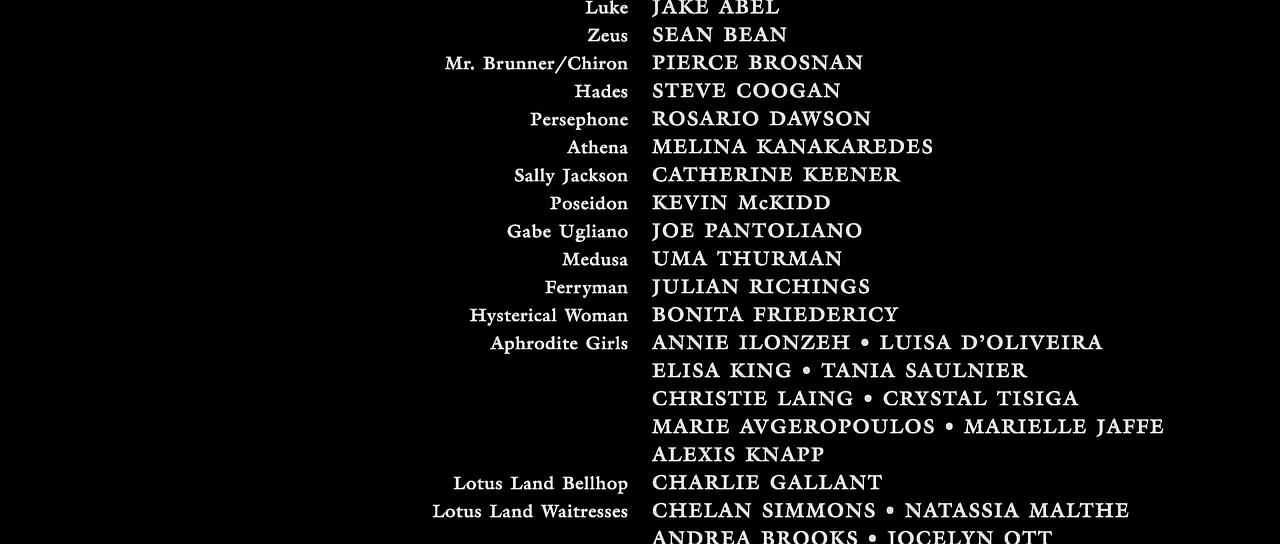 Luke JAKE ABEL
Zeus SEAN BEAN
Mr. Brunner/Chiron PIERCE BROSNAN
Hades STEVE COOGAN
Persephone ROSARIO DAWSON
Athena MELINA KANAKAREDES
Sally Jackson CATHERINE KEENER
Poseidon KEVIN McKIDD
Gabe Ugliano JOE PANTOLIANO
Medusa UMA THURMAN
Ferryman JULIAN RICHINGS
Hysterical Woman BONITA FRIEDERICY
Aphrodite Girls ANNIE ILONZEH • LUISA D’OLIVEIRA
ELISA KING • TANIA SAULNIER
CHRISTIE LAING • CRYSTAL TISIGA
MARIE AVGEROPOULOS • MARIELLE JAFFE
ALEXIS KNAPP
Lotus Land Bellhop CHARLIE GALLANT
Lotus Land Waitresses CHELAN SIMMONS • NATASSIA MALTHE
ANDREA BROOKS • JOCELYN OTT